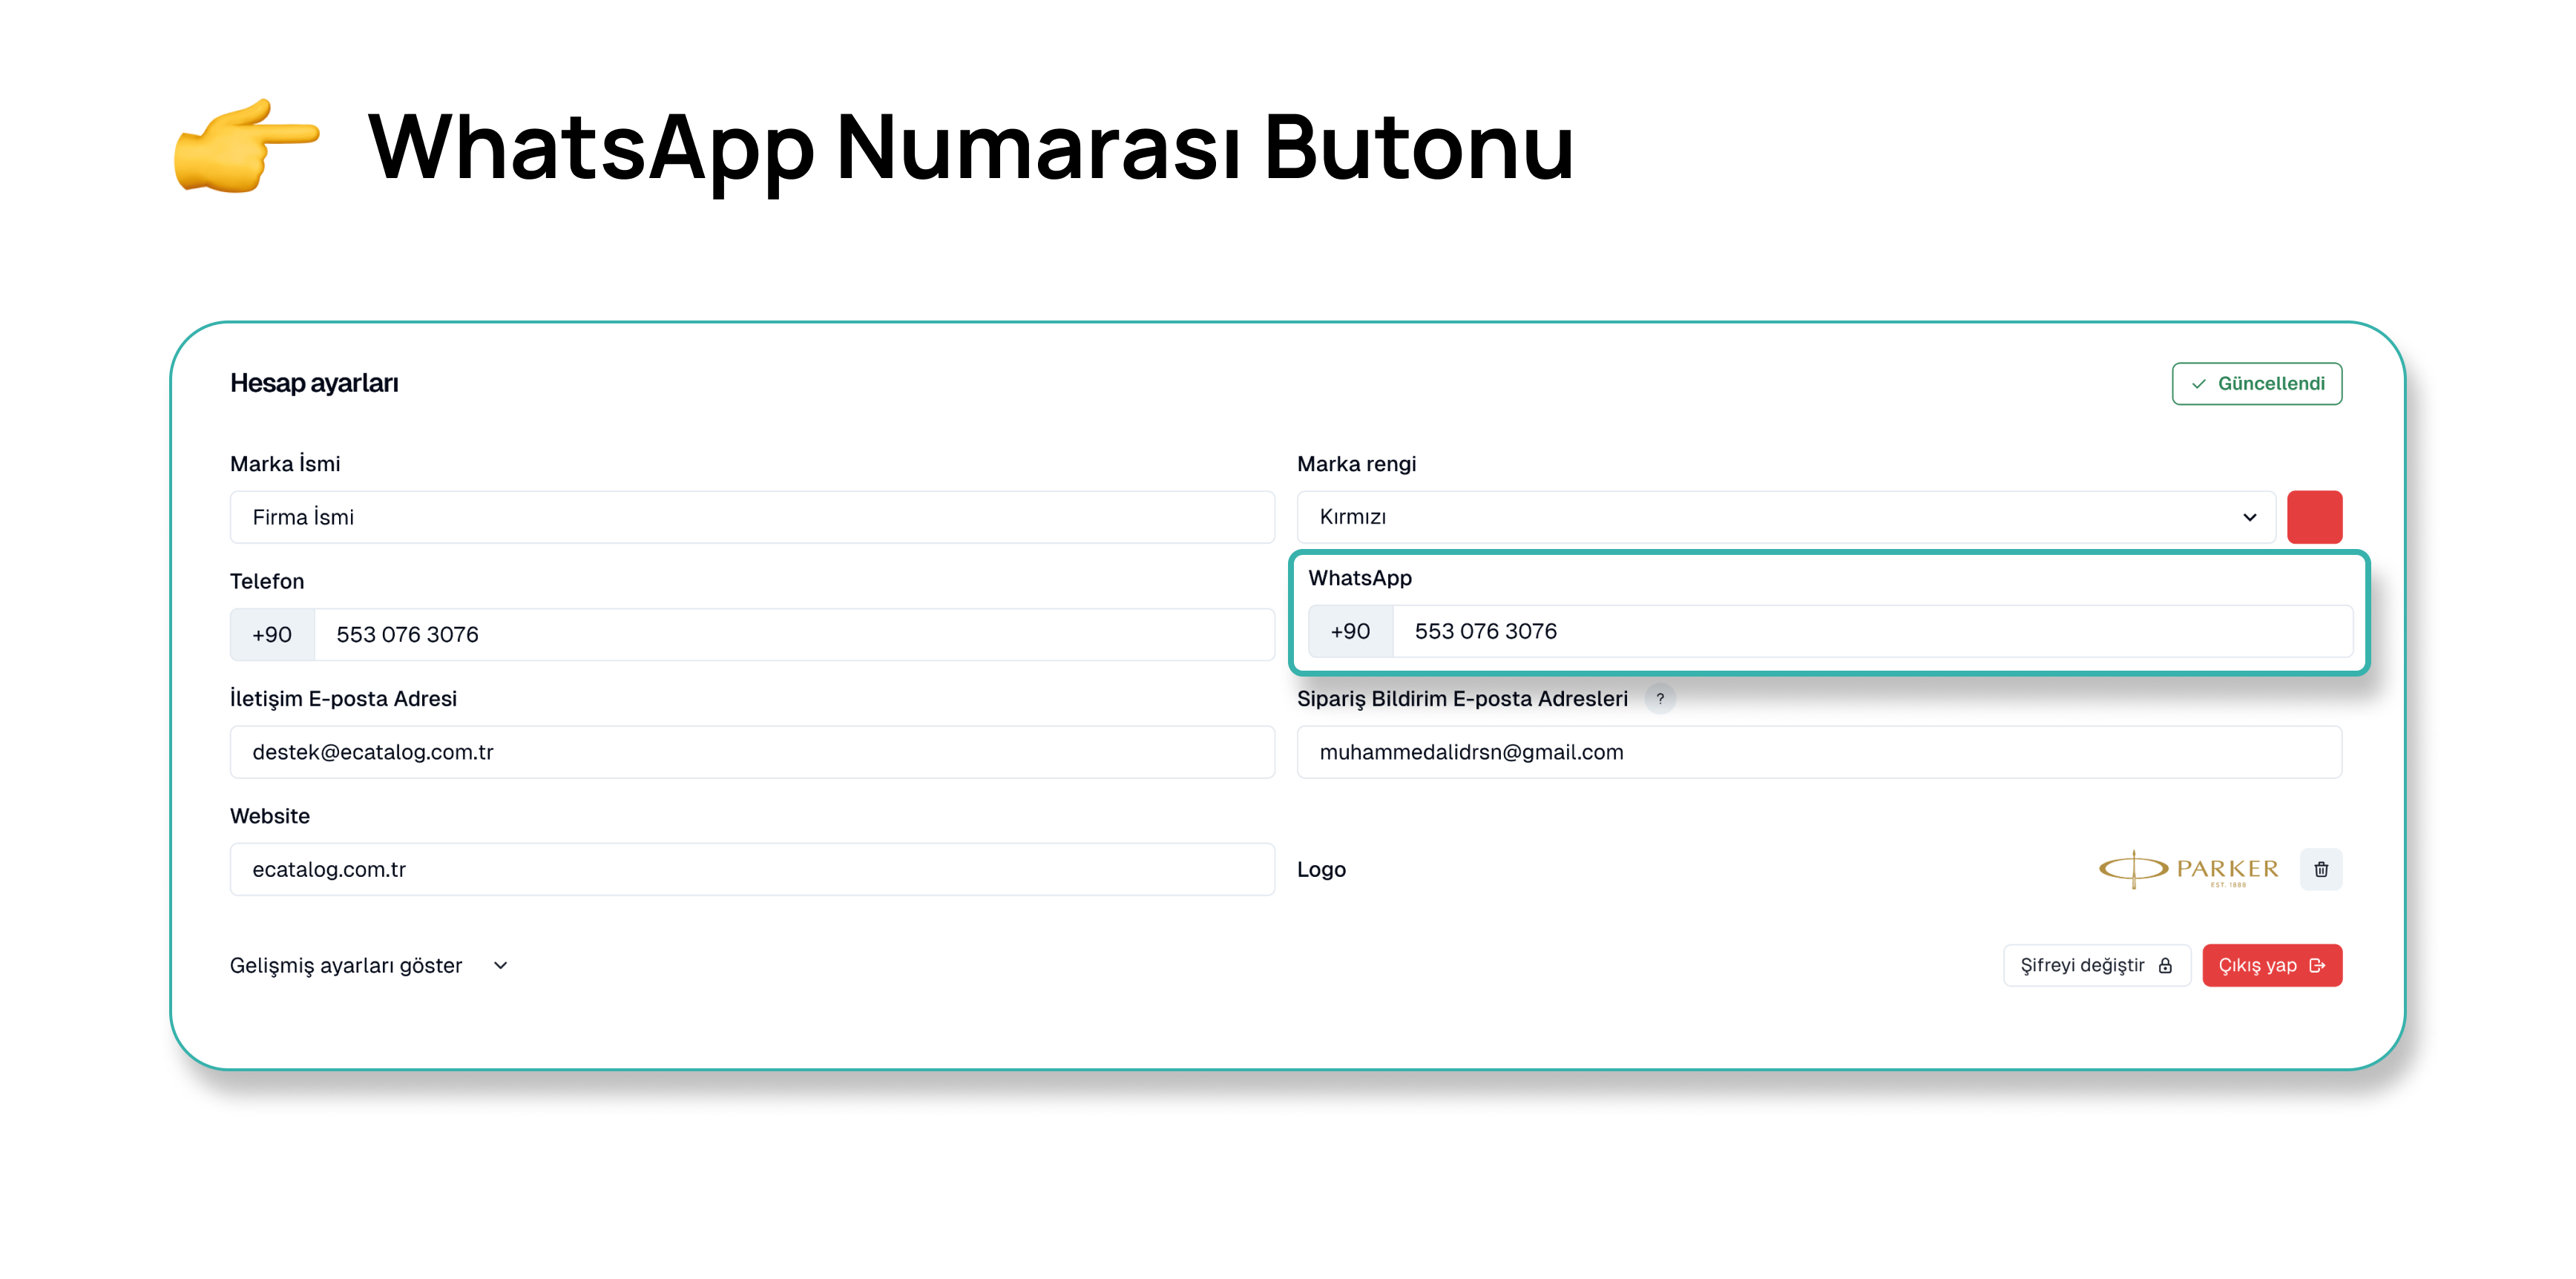 WhatsApp Numarası Butonu
Hesap ayarları
Güncellendi
Marka İsmi
Firma İsmi
Marka rengi
Kırmızı
Telefon
+90 553 076 3076
WhatsApp
+90 553 076 3076
İletişim E-posta Adresi
destek@ecatalog.com.tr
Sipariş Bildirim E-posta Adresleri ?
muhammedalidrsn@gmail.com
Website
ecatalog.com.tr
Logo
PARKER
EST. 1888
Gelişmiş ayarları göster
Şifreyi değiştir
Çıkış yap